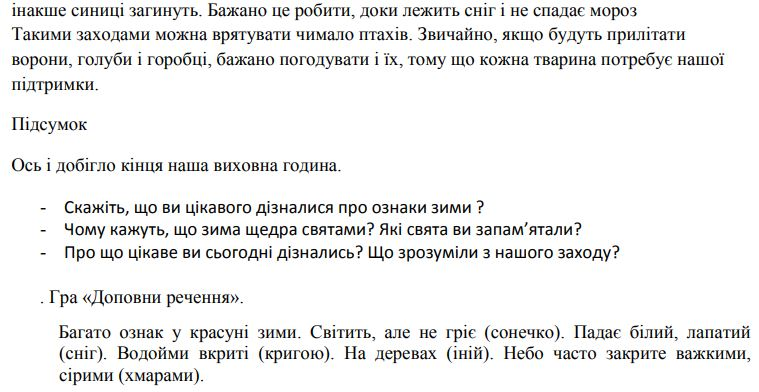 інакше синиці загинуть. Бажано це робити, доки лежить сніг і не спадає мороз
Такими заходами можна врятувати чимало птахів. Звичайно, якщо будуть прилітати
ворони, голуби і горобці, бажано погодувати і їх, тому що кожна тварина потребує нашої
підтримки.
Підсумок
Ось і добігло кінця наша виховна година.
- Скажіть, що ви цікавого дізналися про ознаки зими ?
- Чому кажуть, що зима щедра святами? Які свята ви запам’ятали?
- Про що цікаве ви сьогодні дізнались? Що зрозуміли з нашого заходу?
. Гра «Доповни речення».
Багато ознак у красуні зими. Світить, але не гріє (сонечко). Падає білий, лапатий
(сніг). Водойми вкриті (кригою). На деревах (іній). Небо часто закрите важкими,
сірими (хмарами).